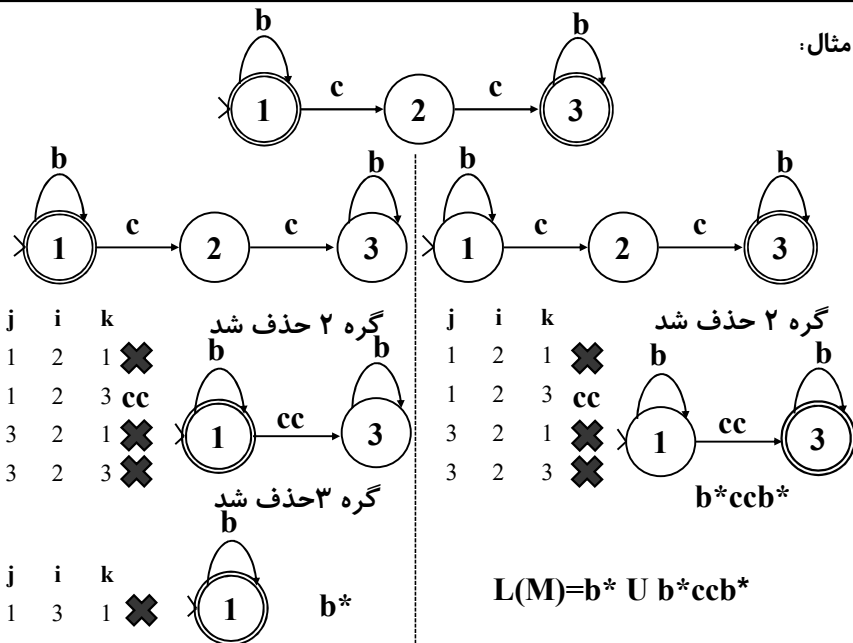 مثال:
b b
1 c 2 c 3
b b
1 c 2 c 3
j i k
گره ۲ حذف شد
1 2 1
1 2 3 cc
3 2 1
3 2 3
b b
1 cc 3
گره ۳حذف شد
j i k
1 3 1
b
1
b*
b b
1 c 2 c 3
j i k
گره ۲ حذف شد
1 2 1
1 2 3 cc
3 2 1
3 2 3
b b
1 cc 3
b*ccb*
L(M)=b* U b*ccb*